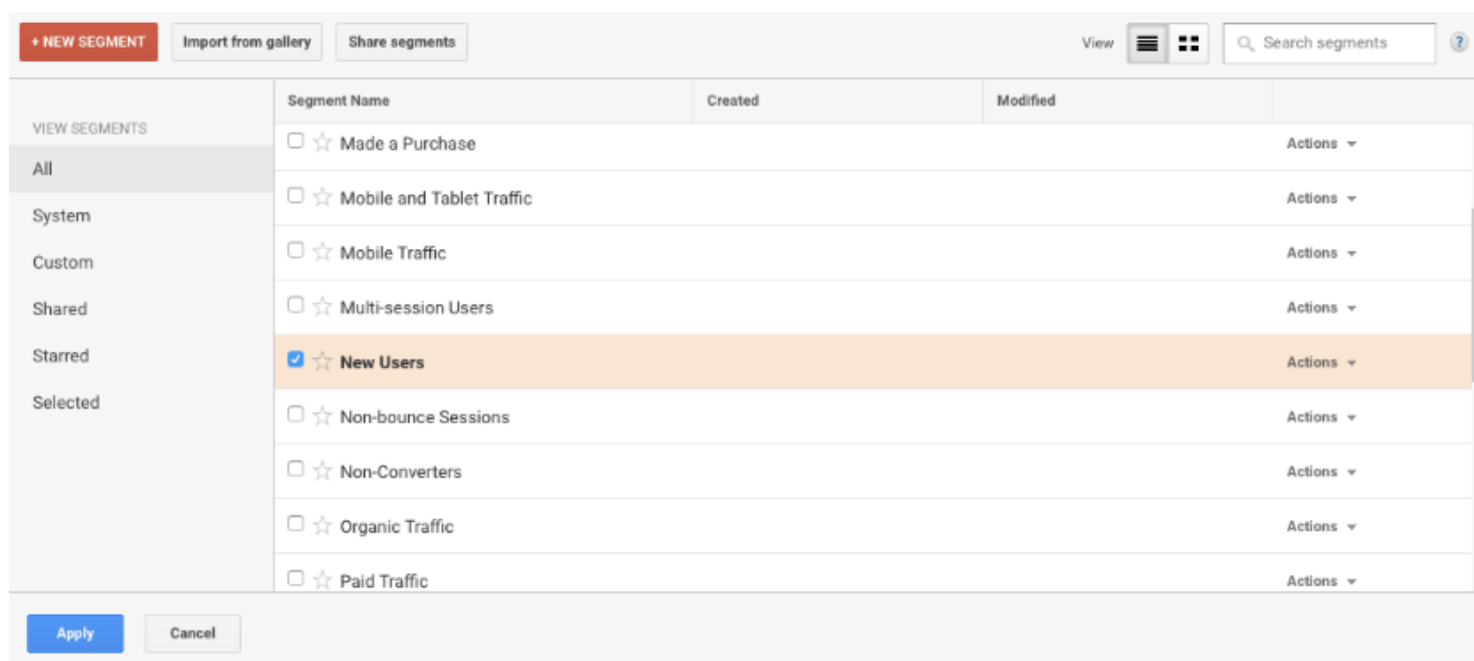 + NEW SEGMENT Import from gallery Share segments View Search segments ?
Segment Name Created Modified
VIEW SEGMENTS
All
System
Custom
Shared
Starred
Selected
Made a Purchase Actions
Mobile and Tablet Traffic Actions
Mobile Traffic Actions
Multi-session Users Actions
New Users Actions
Non-bounce Sessions Actions
Non-Converters Actions
Organic Traffic Actions
Paid Traffic Actions
Apply Cancel